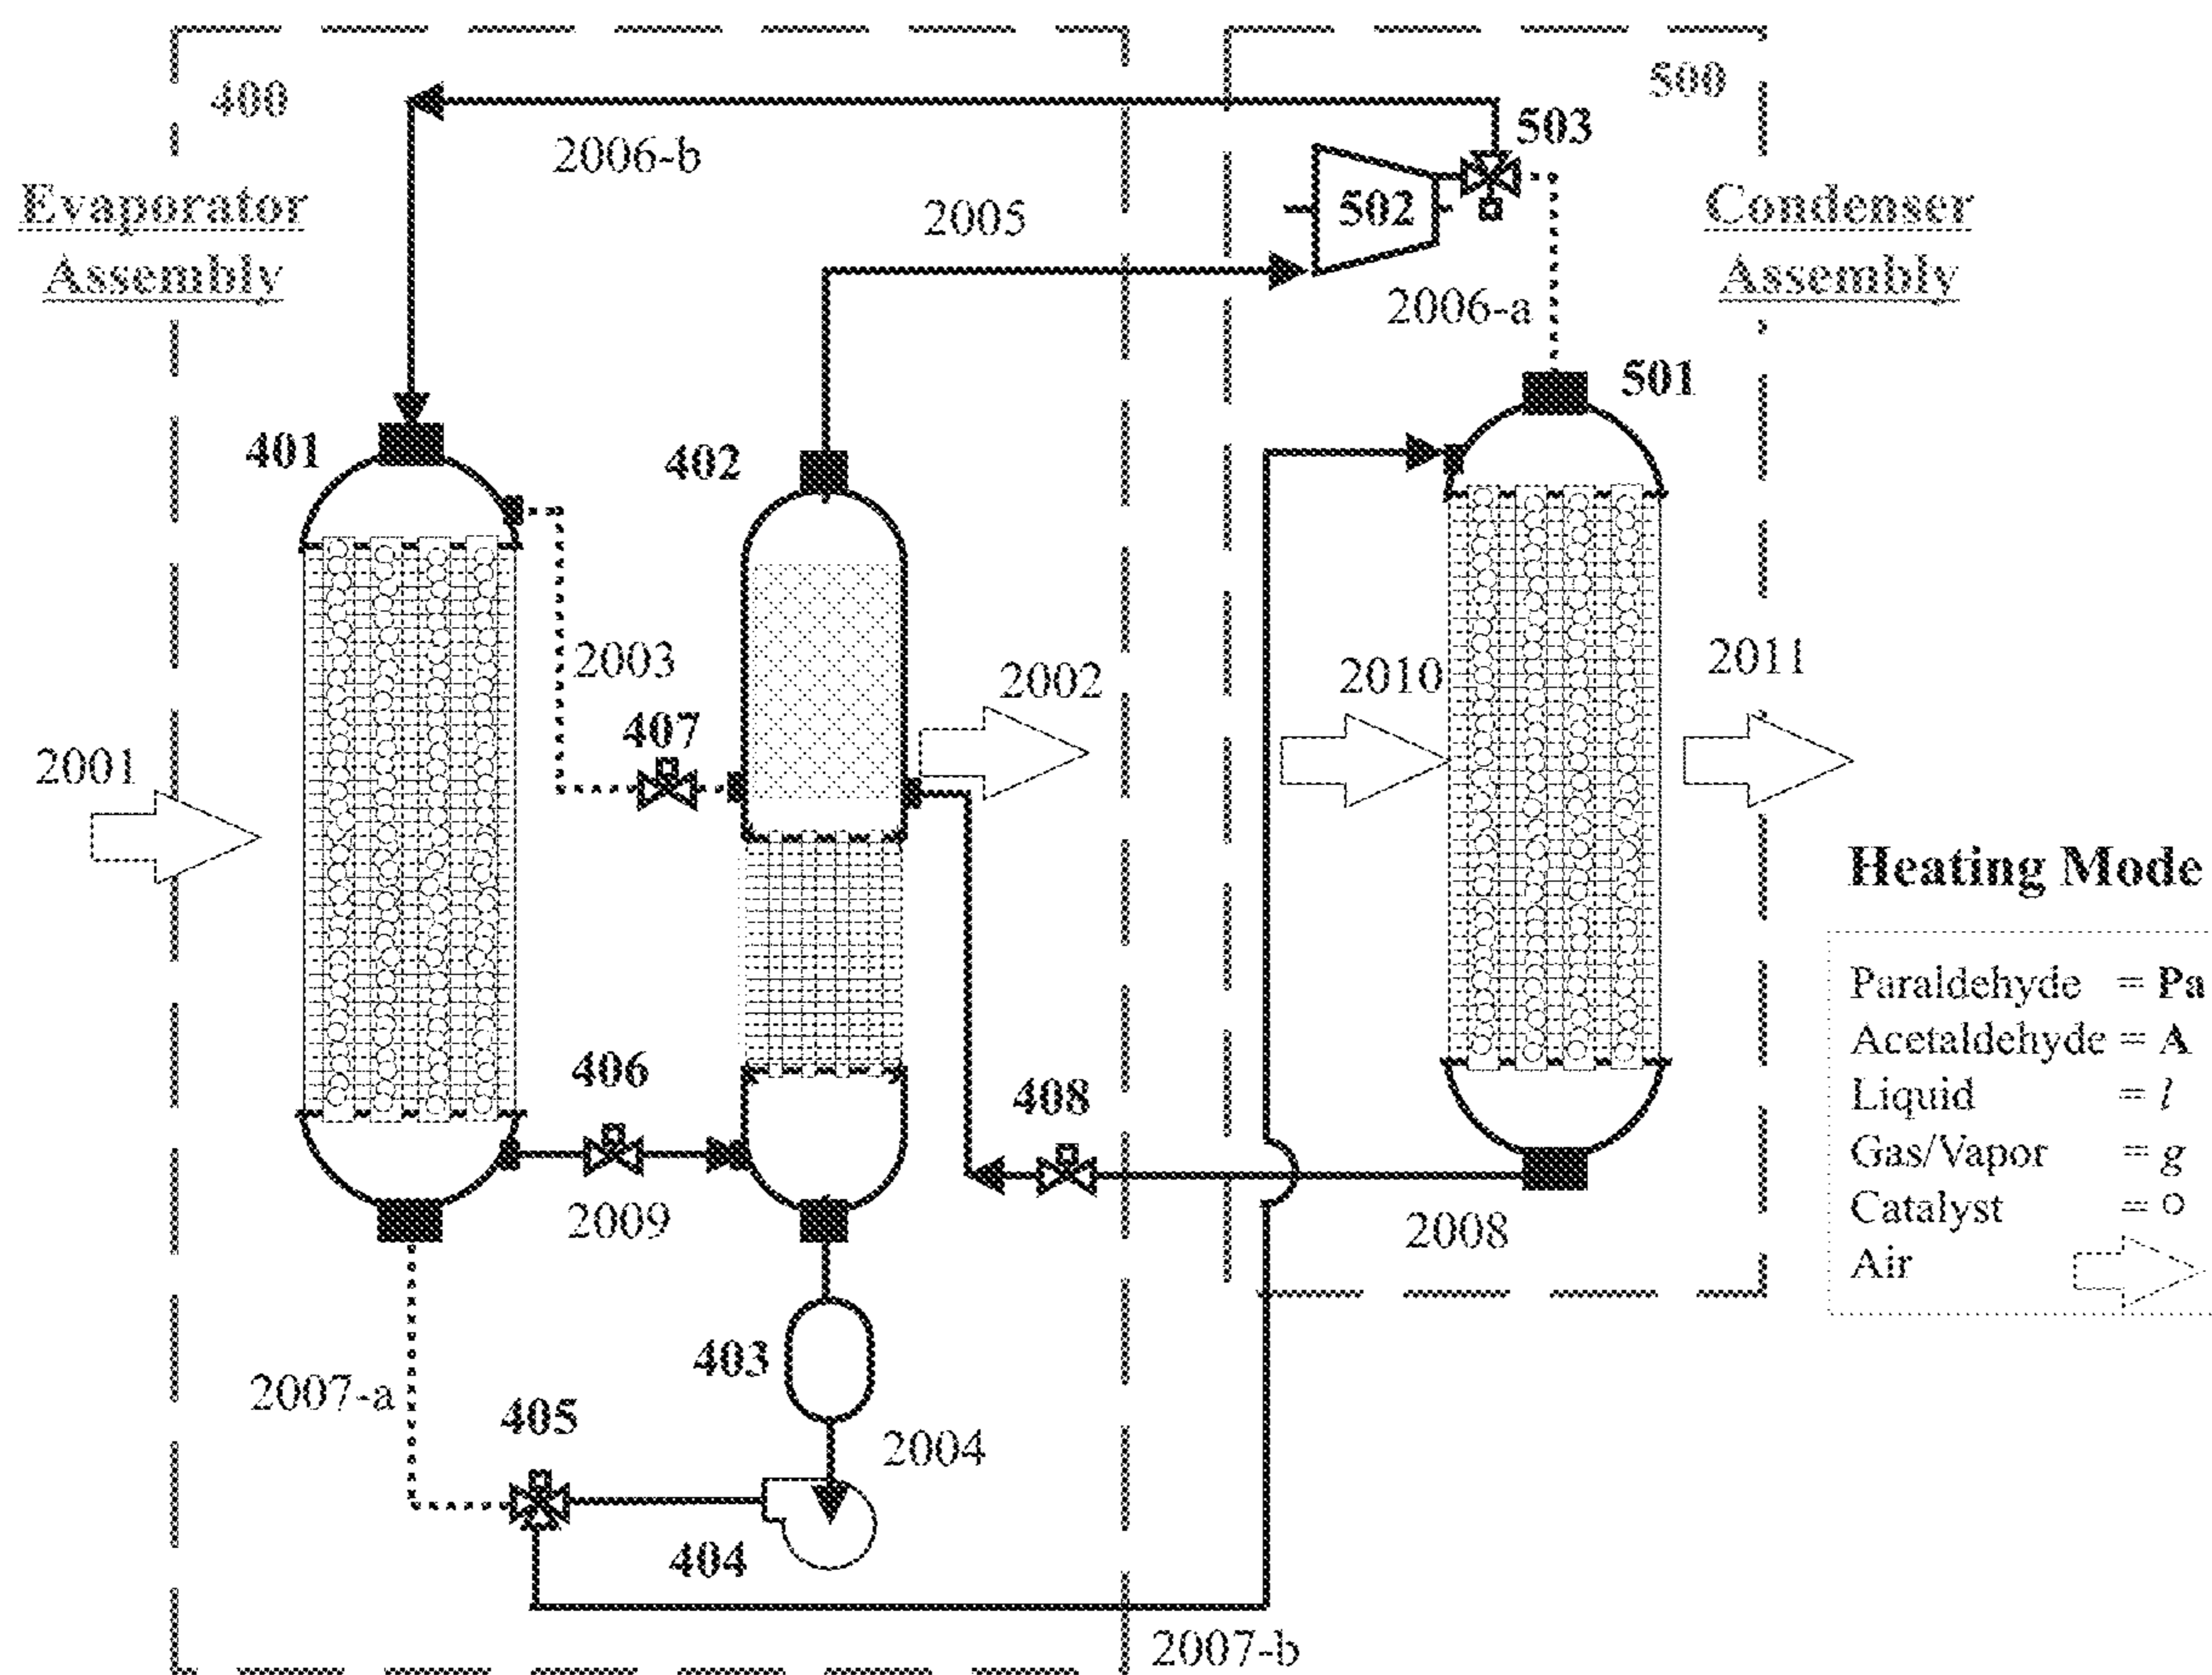 400
500
503
2006-b
Evaporator
Assembly
2005
502
Condenser
Assembly
2006-a
501
401
402
2003
2002
2010
2011
407
2001
Heating Mode
Paraldehyde = Pa
Acetaldehyde = A
Liquid = l
Gas/Vapor = g
Catalyst = o
Air
406
408
2009
2008
403
2007-a
405
2004
404
2007-b